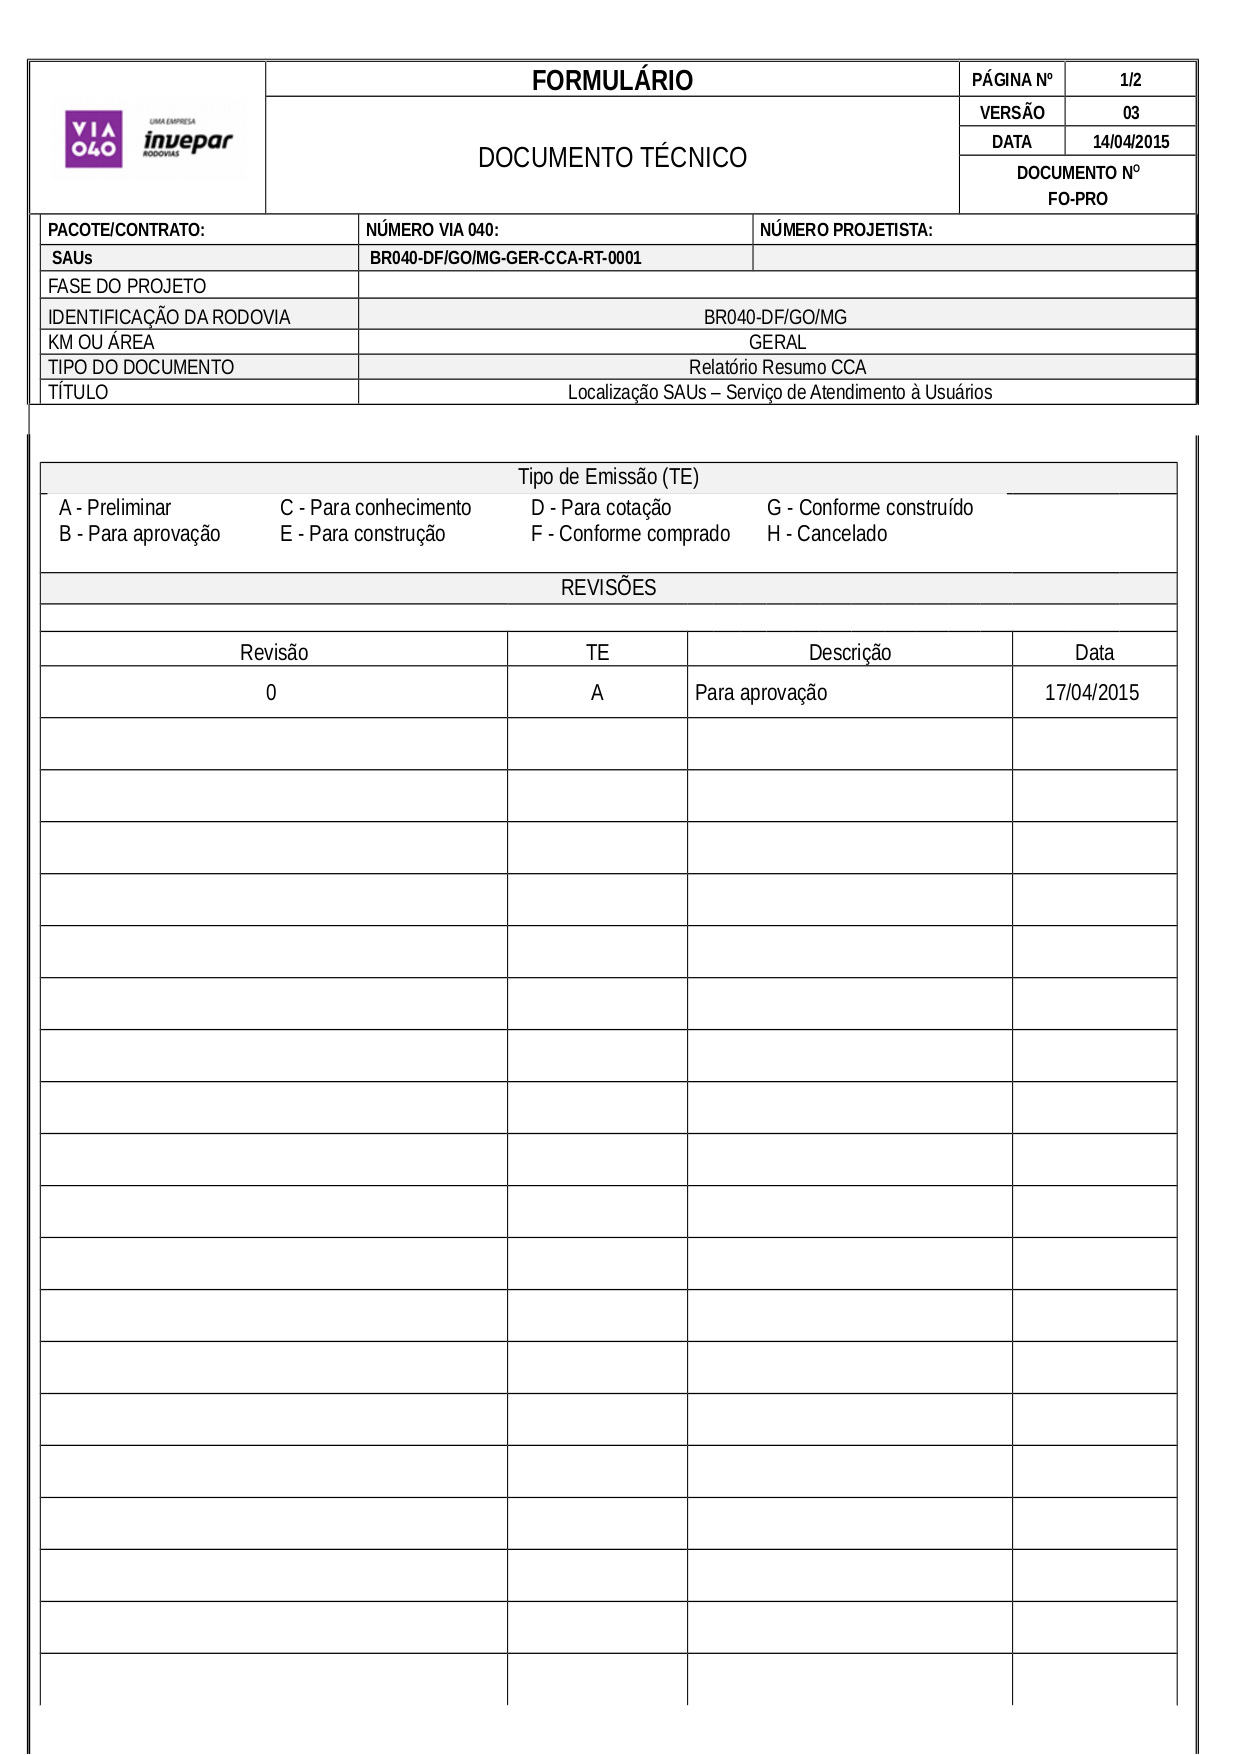 FORMULÁRIO
PÁGINA Nº 1/2
VIA
040
UMA EMPRESA
invepar
RODOVIAS
DOCUMENTO TÉCNICO
VERSÃO 03
DATA 14/04/2015
DOCUMENTO Nº
FO-PRO
PACOTE/CONTRATO: NÚMERO VIA 040: NÚMERO PROJETISTA:
SAUs BR040-DF/GO/MG-GER-CCA-RT-0001
FASE DO PROJETO
IDENTIFICAÇÃO DA RODOVIA BR040-DF/GO/MG
KM OU ÁREA GERAL
TIPO DO DOCUMENTO Relatório Resumo CCA
TÍTULO Localização SAUs – Serviço de Atendimento à Usuários
Tipo de Emissão (TE)
A - Preliminar C - Para conhecimento D - Para cotação G - Conforme construído
B - Para aprovação E - Para construção F - Conforme comprado H - Cancelado
REVISÕES
Revisão TE Descrição Data
0 A Para aprovação 17/04/2015